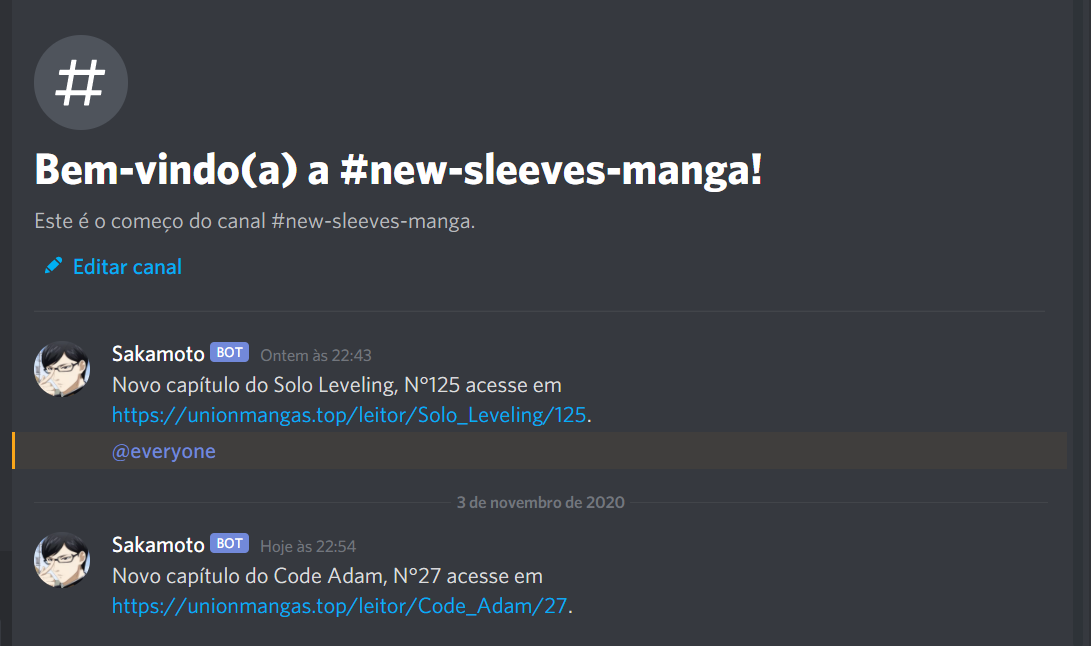 #
Bem-vindo(a) a #new-sleeves-manga!
Este é o começo do canal #new-sleeves-manga.
Editar canal
Sakamoto BOT Ontem às 22:43
Novo capítulo do Solo Leveling, Nº125 acesse em
https://unionmangas.top/leitor/Solo_Leveling/125.
@everyone
3 de novembro de 2020
Sakamoto BOT Hoje às 22:54
Novo capítulo do Code Adam, Nº27 acesse em
https://unionmangas.top/leitor/Code_Adam/27.